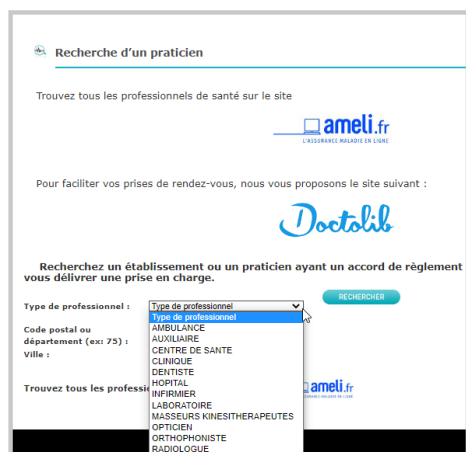 Recherche d'un praticien
Trouvez tous les professionnels de santé sur le site
ameli.fr
L'ASSURANCE MALADIE EN LIGNE
Pour faciliter vos prises de rendez-vous, nous vous proposons le site suivant :
Doctolib
Recherchez un établissement ou un praticien ayant un accord de règlement
vous délivrer une prise en charge.
Type de professionnel :
Type de professionnel
RECHERCHER
Type de professionnel
AMBULANCE
AUXILIAIRE
CENTRE DE SANTE
CLINIQUE
DENTISTE
HOPITAL
INFIRMIER
LABORATOIRE
MASSEURS KINESITHERAPEUTES
OPTICIEN
ORTHOPHONISTE
RADIOLOGUE
Code postal ou
département (ex: 75) :
Ville :
Trouvez tous les professi
ameli.fr